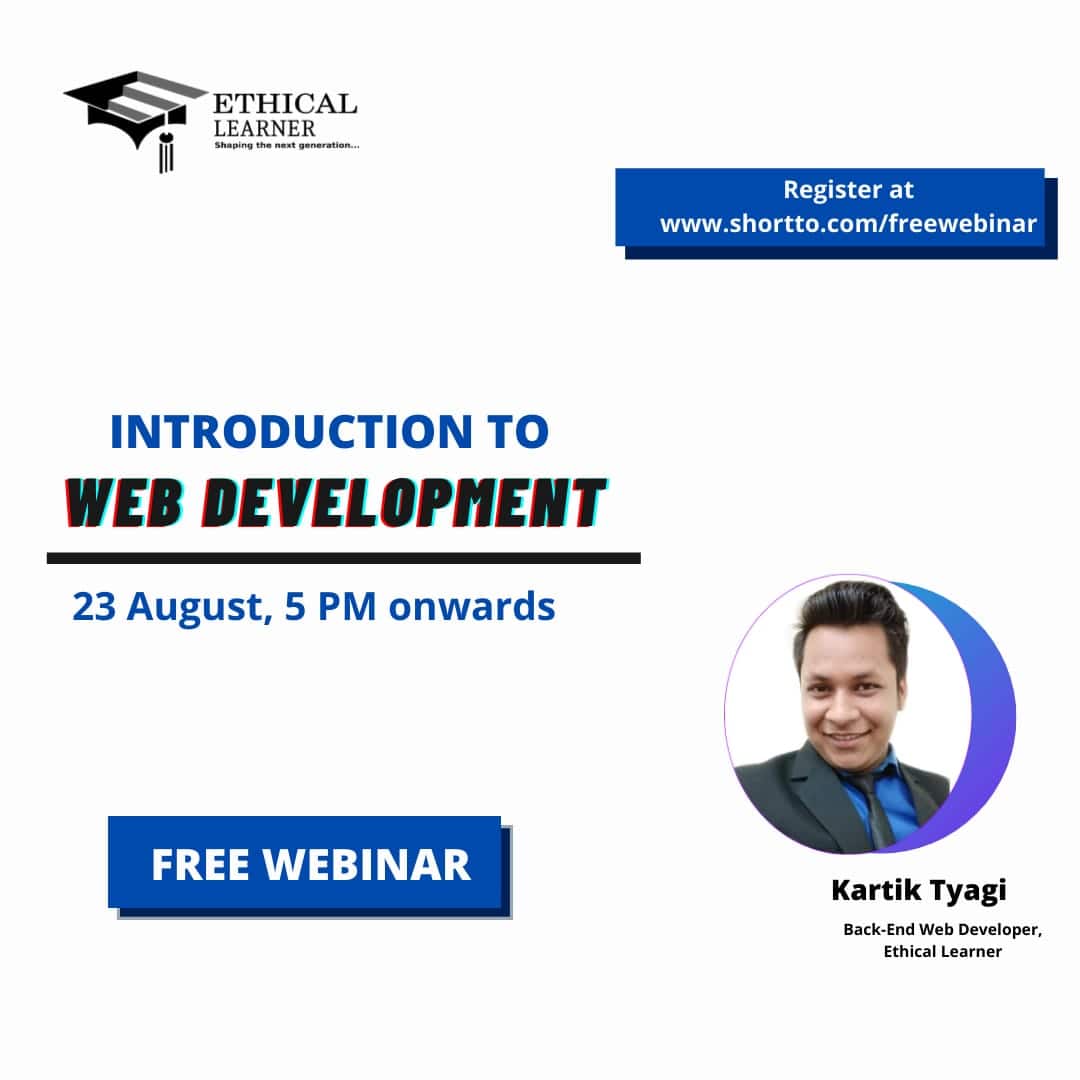 ETHICAL
LEARNER
Shaping the next generation...
Register at
www.shortto.com/freewebinar
INTRODUCTION TO
WEB DEVELOPMENT
23 August, 5 PM onwards
FREE WEBINAR
Kartik Tyagi
Back-End Web Developer,
Ethical Learner